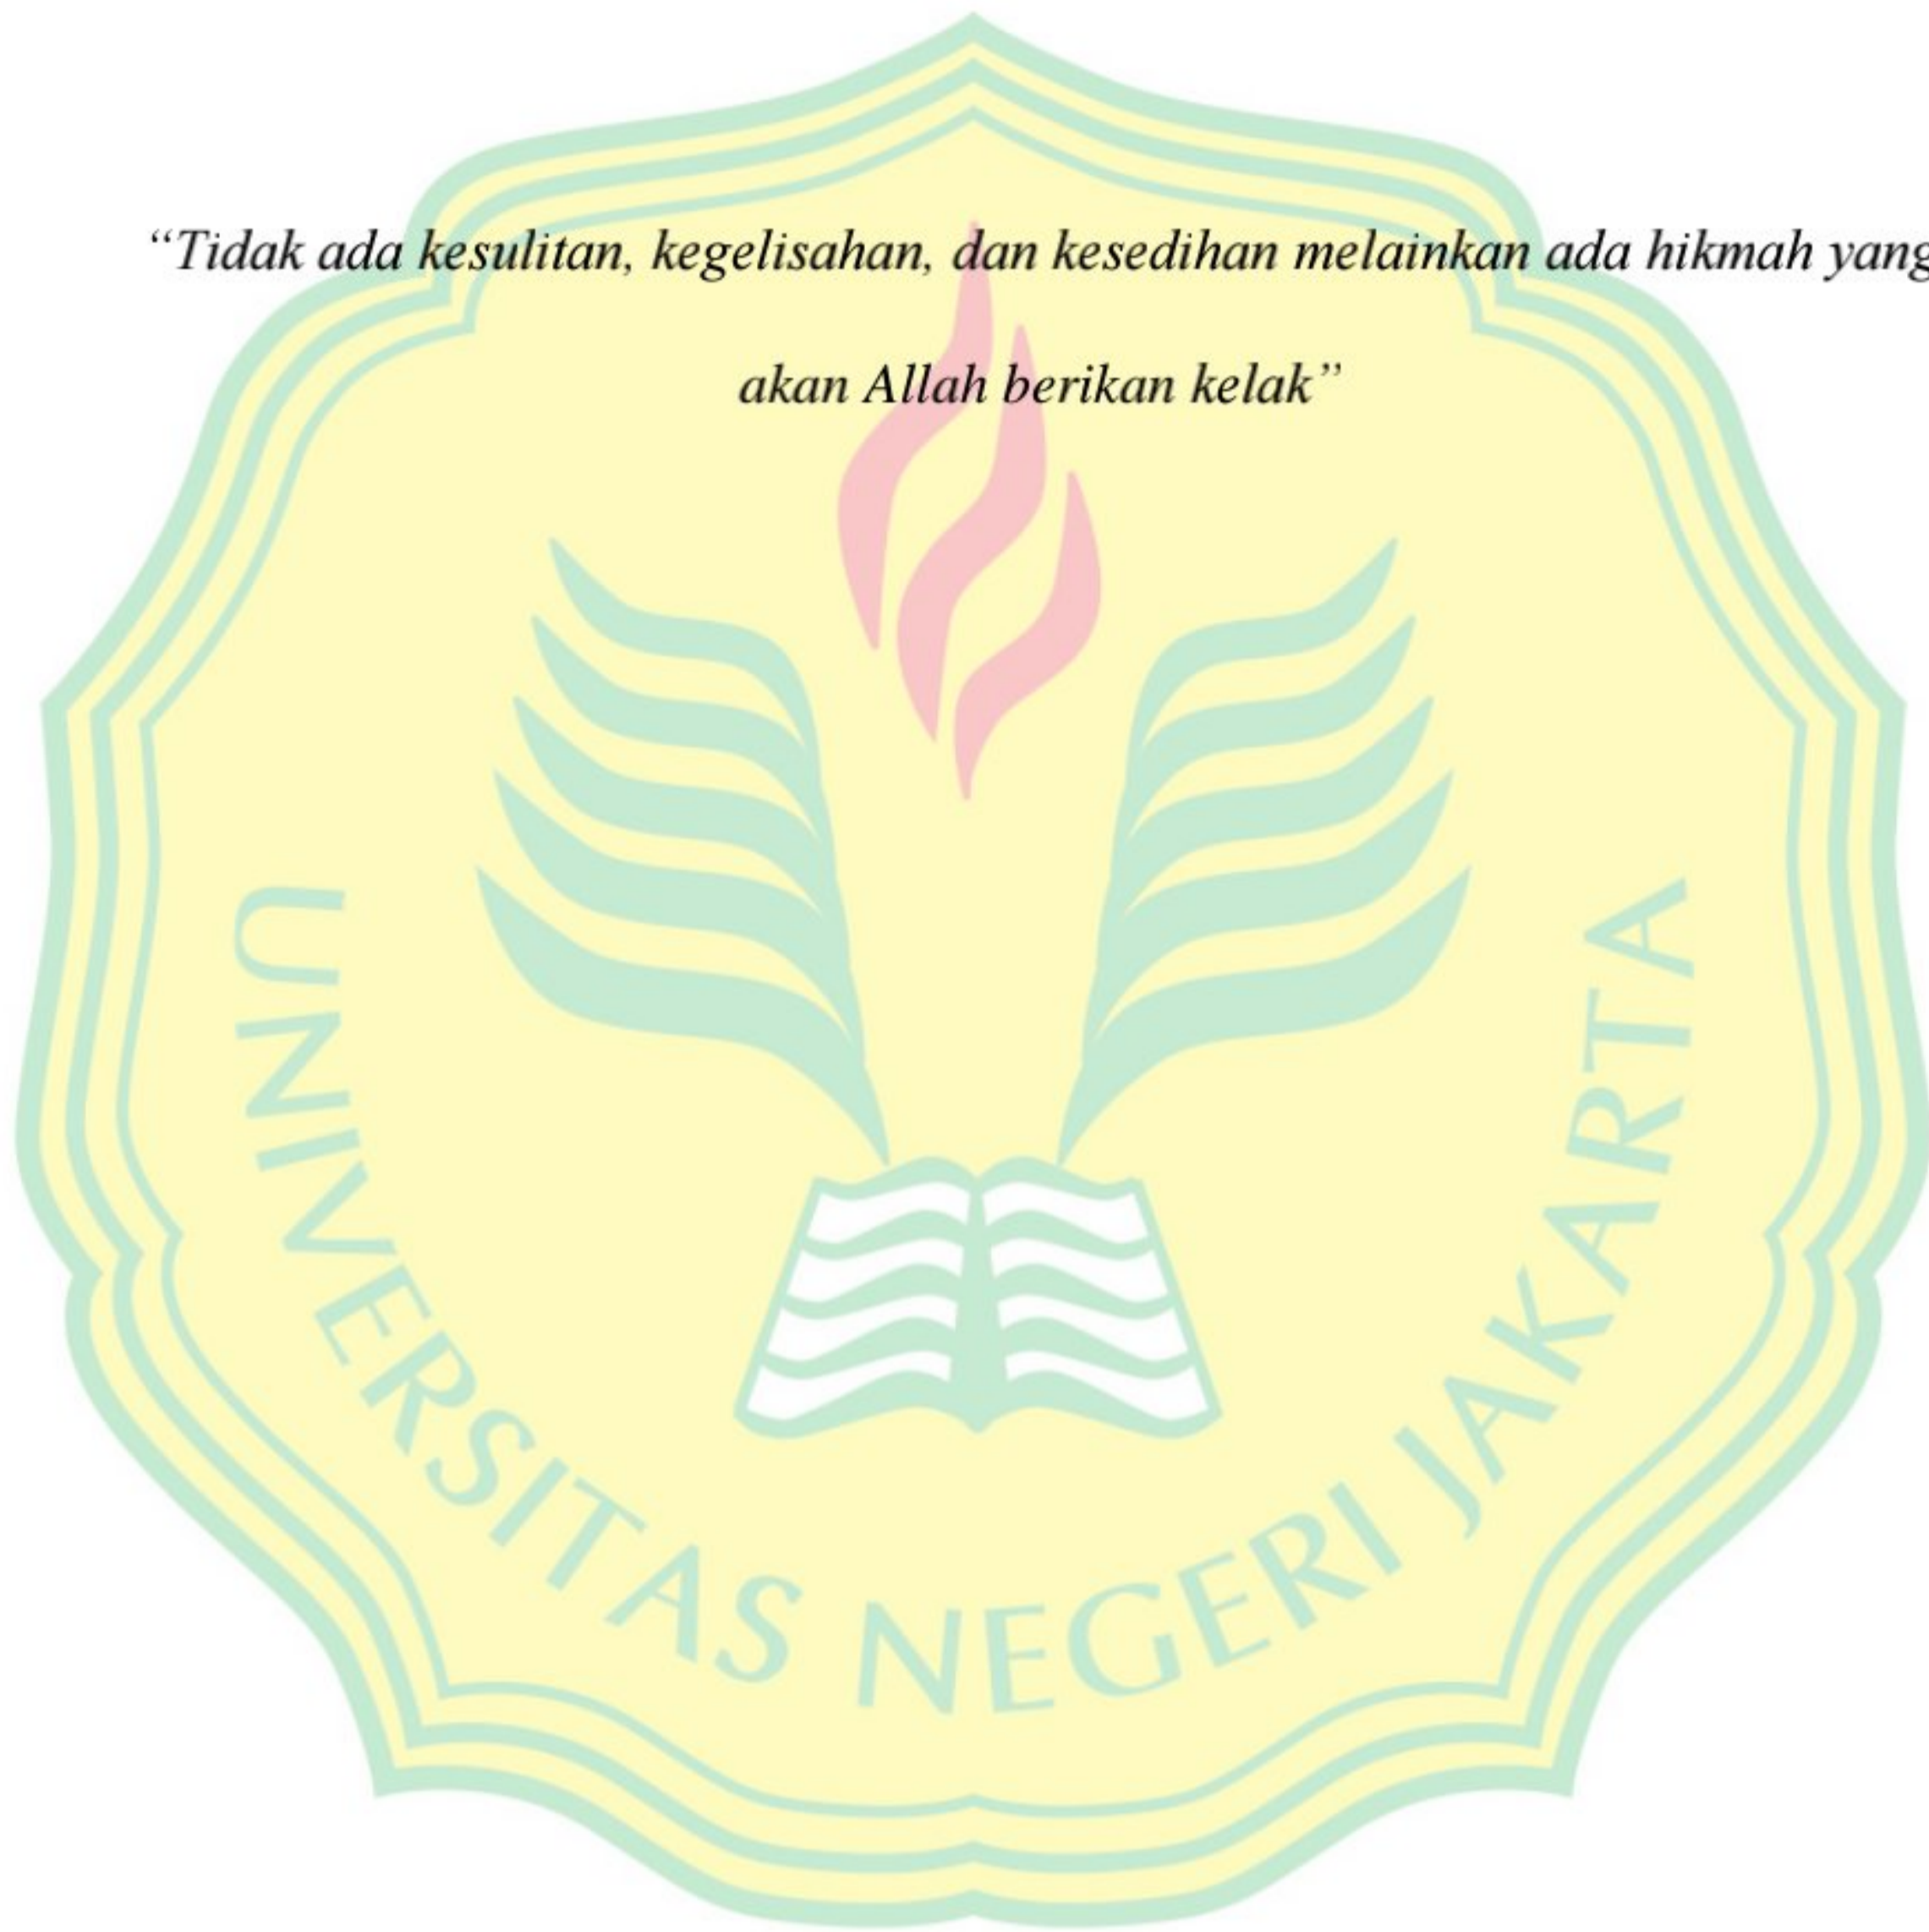 “Tidak ada kesulitan, kegelisahan, dan kesedihan melainkan ada hikmah yang
akan Allah berikan kelak”
UNIVERSITAS NEGERI JAKARTA